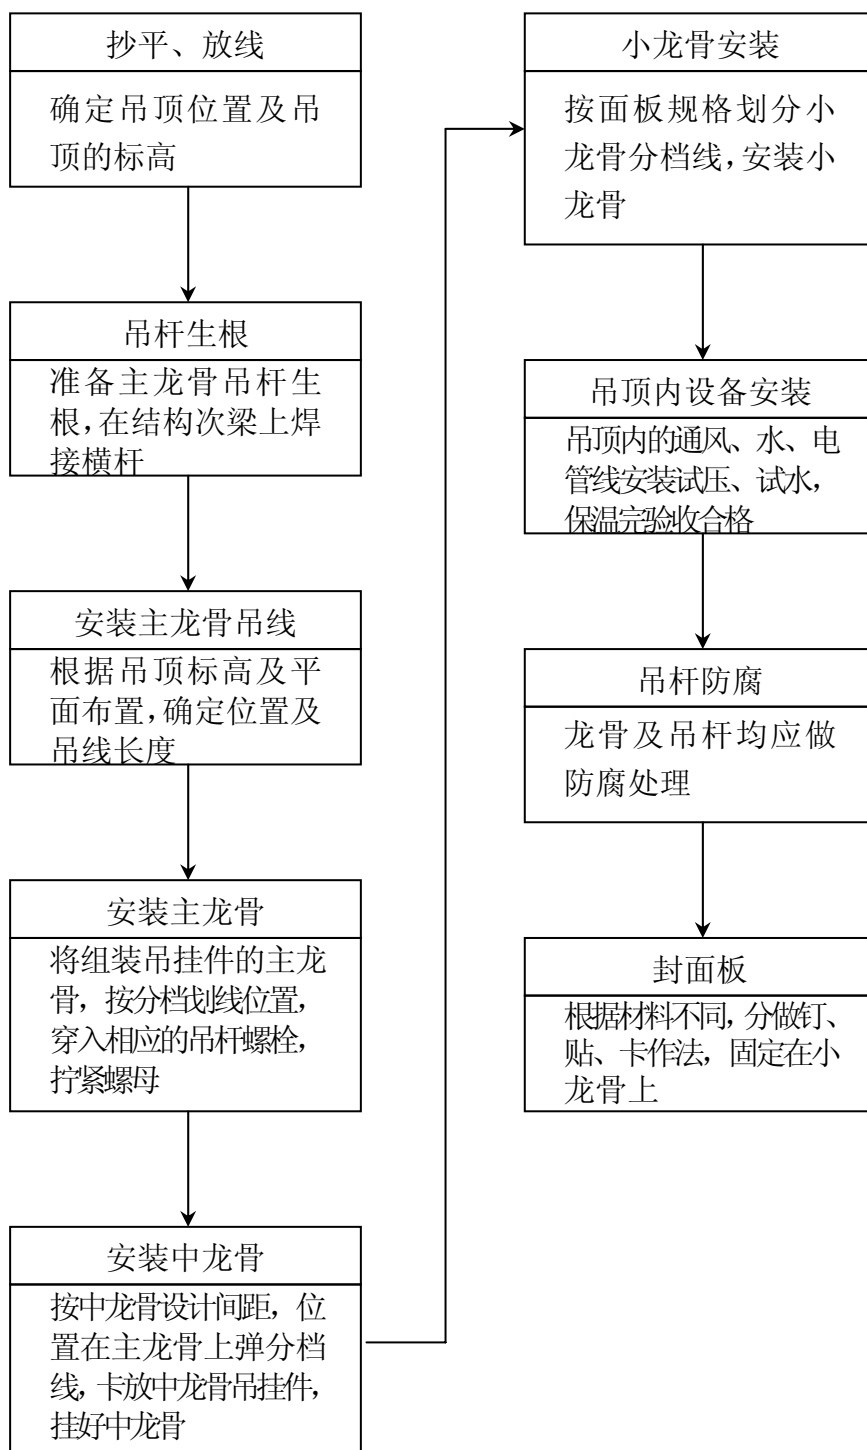 抄平、放线
确定吊顶位置及吊
顶的标高
吊杆生根
准备主龙骨吊杆生
根,在结构次梁上焊
接横杆
安装主龙骨吊线
根据吊顶标高及平
面布置,确定位置及
吊线长度
安装主龙骨
将组装吊挂件的主龙
骨，按分档划线位置，
穿入相应的吊杆螺栓，
拧紧螺母
安装中龙骨
按中龙骨设计间距，位
置在主龙骨上弹分档
线，卡放中龙骨吊挂件，
挂好中龙骨
小龙骨安装
按面板规格划分小
龙骨分档线,安装小
龙骨
吊顶内设备安装
吊顶内的通风、水、电
管线安装试压、试水，
保温完验收合格
吊杆防腐
龙骨及吊杆均应做
防腐处理
封面板
根据材料不同，分做钉、
贴、卡作法，固定在小
龙骨上